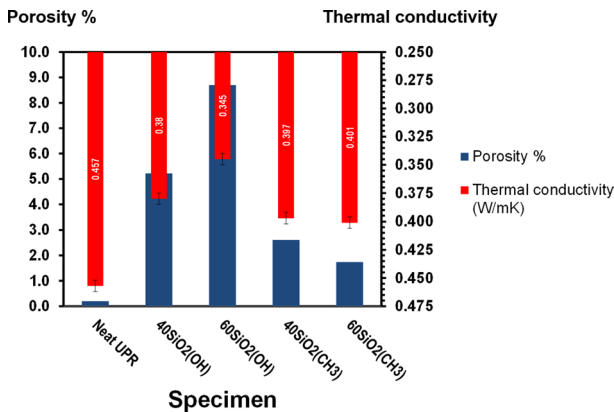 Porosity %
Thermal conductivity
10.0
9.0
8.0
7.0
6.0
5.0
4.0
3.0
2.0
1.0
0.0
0.457
0.38
0.345
0.397
0.401
0.250
0.275
0.300
0.325
0.350
0.375
0.400
0.425
0.450
0.475
Porosity %
Thermal conductivity
(W/mK)
Neat UPR
40SiO2(OH)
60SiO2(OH)
40SiO2(CH3)
60SiO2(CH3)
Specimen